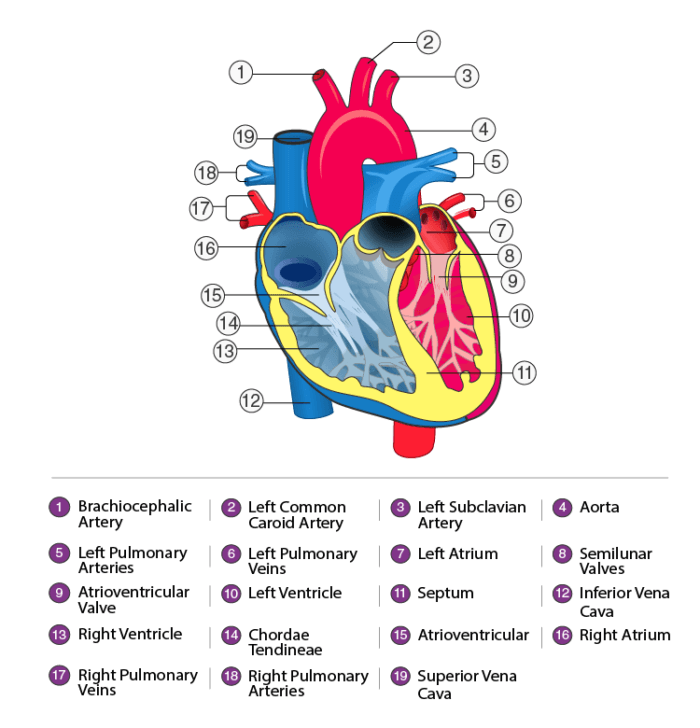 1
2
3
19
4
5
18
6
17
7
16
8
9
15
10
14
13
11
12
1 Brachiocephalic
Artery
2 Left Common
Caroid Artery
3 Left Subclavian
Artery
4 Aorta
5 Left Pulmonary
Arteries
6 Left Pulmonary
Veins
7 Left Atrium
8 Semilunar
Valves
9 Atrioventricular
Valve
10 Left Ventricle
11 Septum
12 Inferior Vena
Cava
13 Right Ventricle
14 Chordae
Tendineae
15 Atrioventricular
16 Right Atrium
17 Right Pulmonary
Veins
18 Right Pulmonary
Arteries
19 Superior Vena
Cava